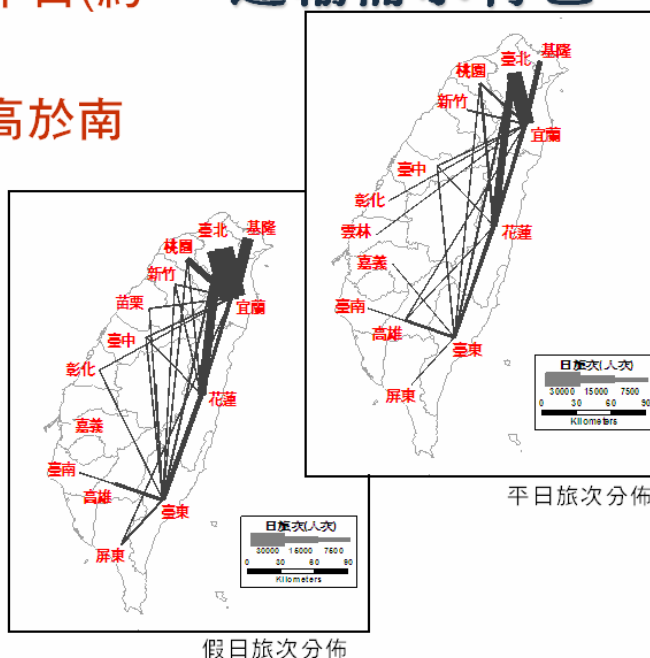 高於南
基隆
臺北
桃園
新竹
宜蘭
臺中
彰化
花蓮
雲林
嘉義
臺南
高雄
臺東
屏東
日旅次(人次)
30000 15000 7500
0 30 60 90
Kilometers
平日旅次分佈
基隆
臺北
桃園
新竹
宜蘭
苗栗
臺中
彰化
花蓮
嘉義
臺南
高雄
臺東
屏東
日旅次(人次)
30000 15000 7500
0 30 60 90
Kilometers
假日旅次分佈